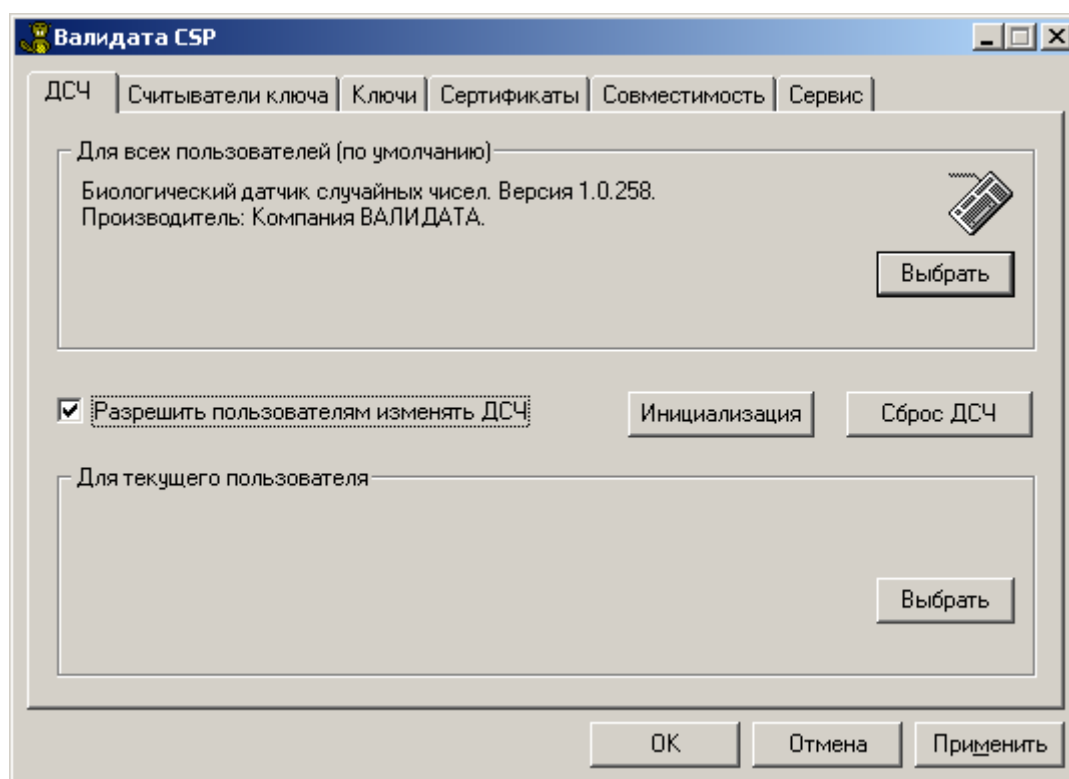 Валидата CSP
ДСЧ Считыватели ключа Ключи Сертификаты Совместимость Сервис
Для всех пользователей (по умолчанию)
Биологический датчик случайных чисел. Версия 1.0.258.
Производитель: Компания ВАЛИДАТА.
Выбрать
Разрешить пользователям изменять ДСЧ Инициализация Сброс ДСЧ
Для текущего пользователя
Выбрать
OK Отмена Применить